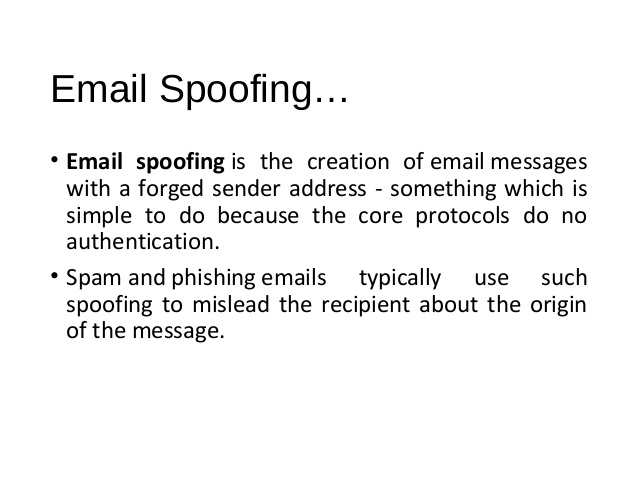 Email Spoofing…
• Email spoofing is the creation of email messages
with a forged sender address - something which is
simple to do because the core protocols do no
authentication.
• Spam and phishing emails typically use such
spoofing to mislead the recipient about the origin
of the message.